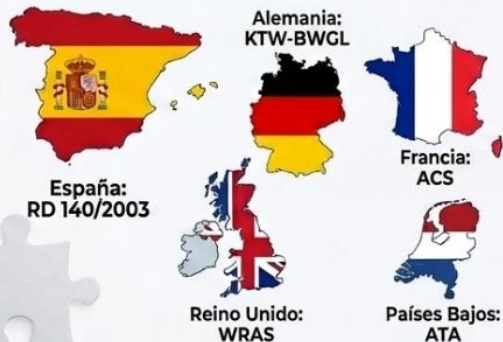 Alemania:
KTW-BWGL
España:
RD 140/2003
Francia:
ACS
Reino Unido:
WRAS
Países Bajos:
ATA